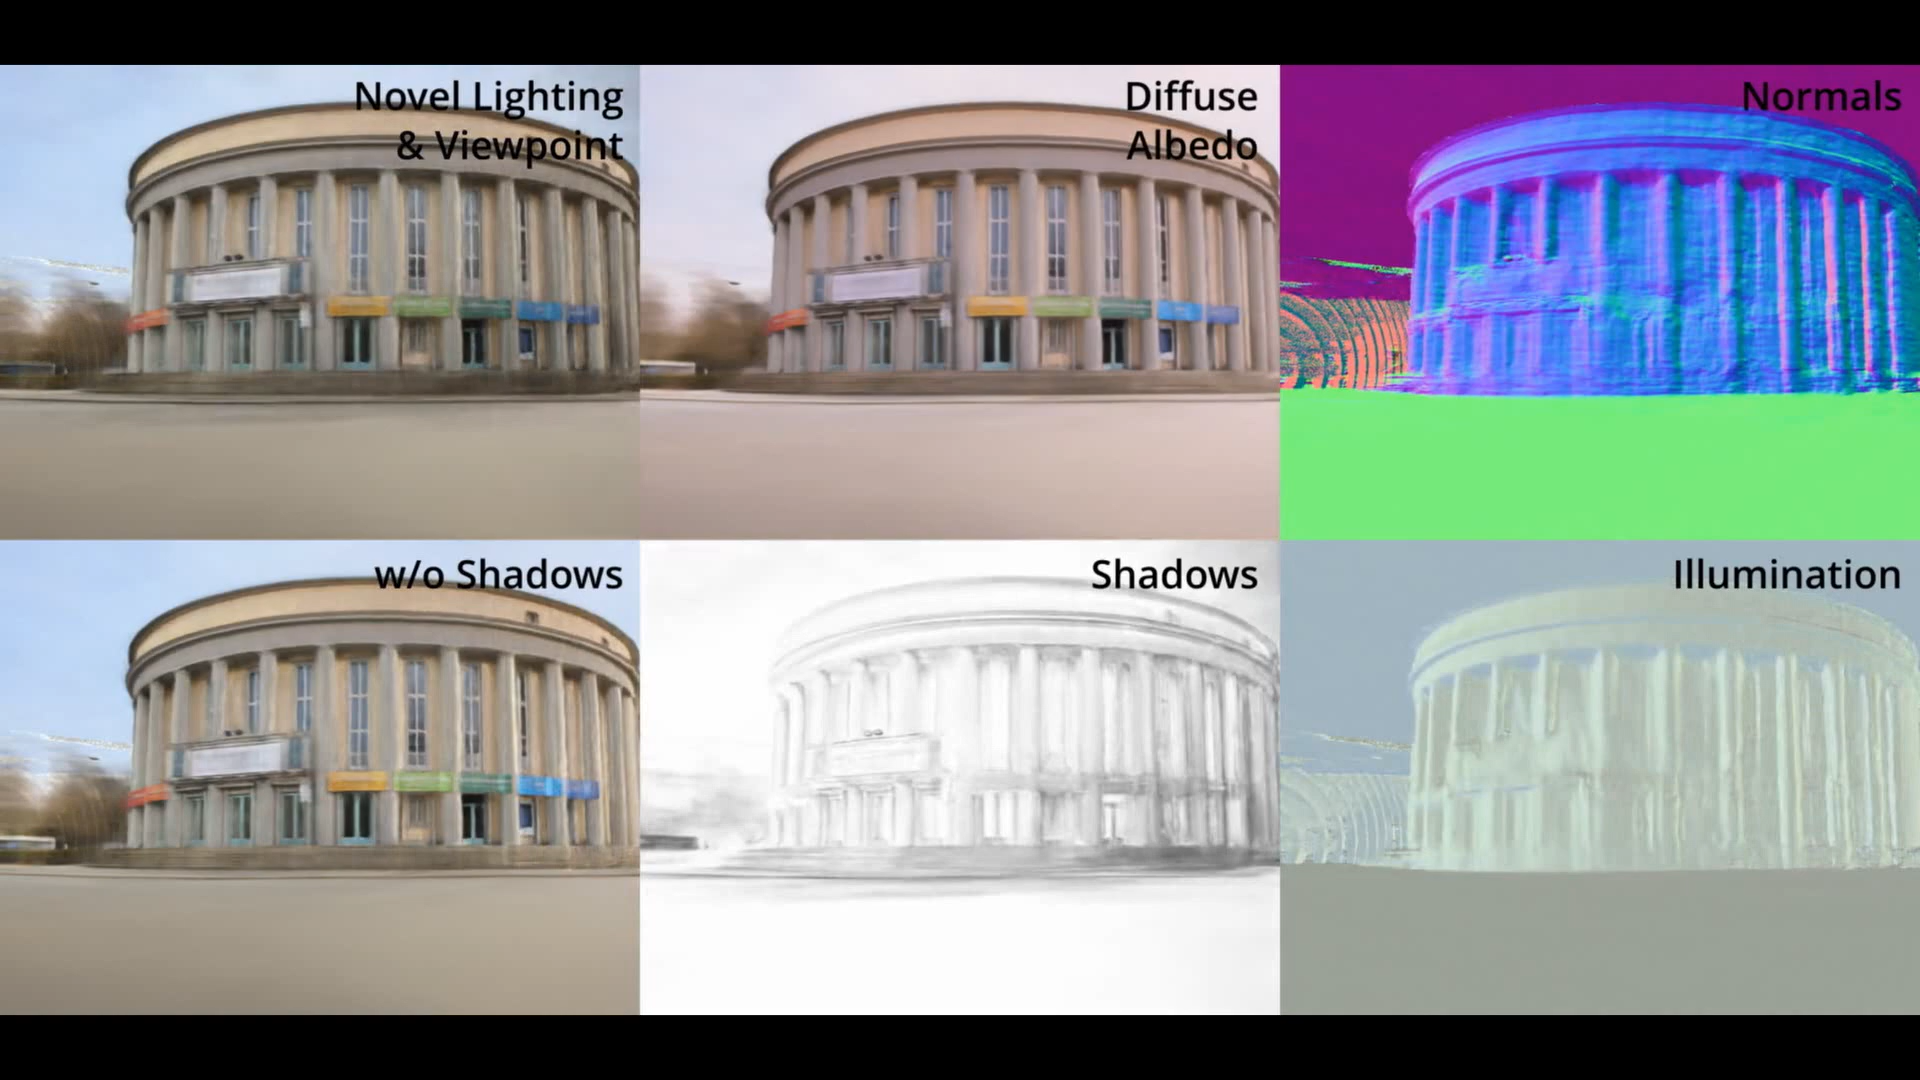 Novel Lighting
& Viewpoint
Diffuse
Albedo
Normals
w/o Shadows
Shadows
Illumination